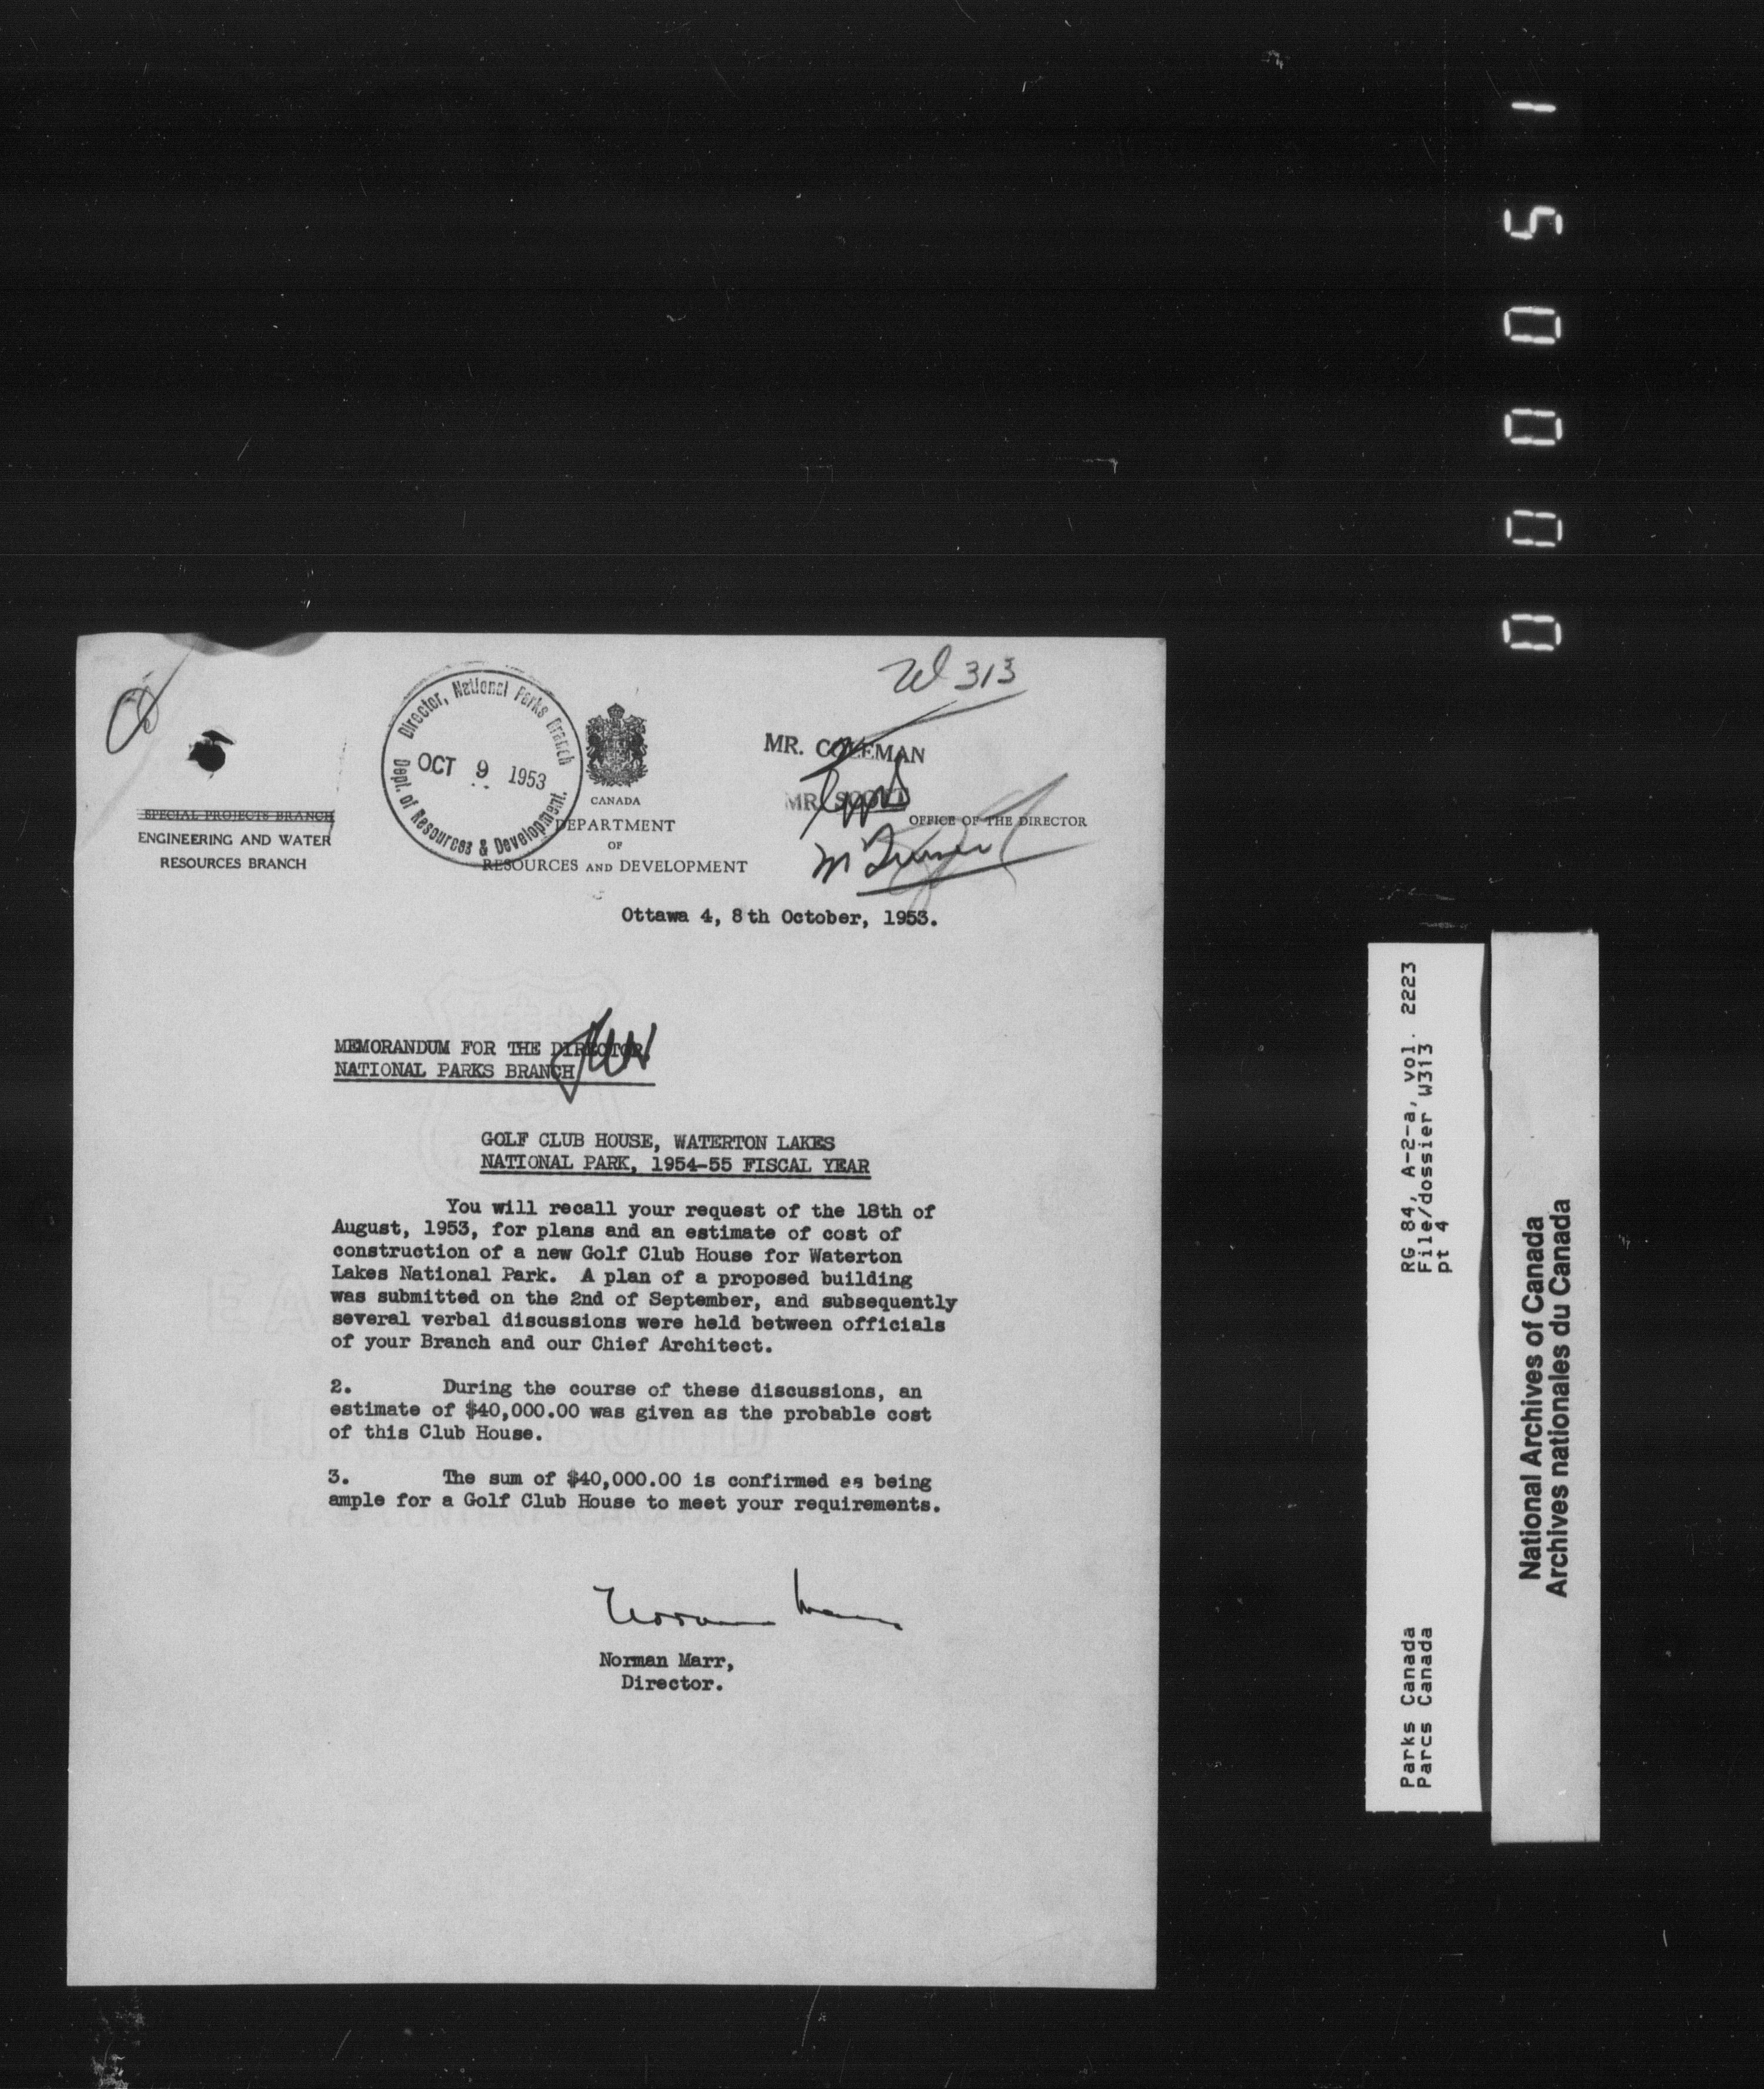 000051
W 313
Director, National Parks Branch
OCT 9 1953
Dept. of Resources & Development.
MR. COLEMAN
MR. SCOTT
CANADA
SPECIAL PROJECTS BRANCH
ENGINEERING AND WATER
RESOURCES BRANCH
DEPARTMENT
OF
RESOURCES AND DEVELOPMENT
OFFICE OF THE DIRECTOR
Ottawa 4, 8th October, 1953.
MEMORANDUM FOR THE DIRECTOR
NATIONAL PARKS BRANCH
GOLF CLUB HOUSE, WATERTON LAKES
NATIONAL PARK, 1954-55 FISCAL YEAR
You will recall your request of the 18th of
August, 1953, for plans and an estimate of cost of
construction of a new Golf Club House for Waterton
Lakes National Park. A plan of a proposed building
was submitted on the 2nd of September, and subsequently
several verbal discussions were held between officials
of your Branch and our Chief Architect.
2. During the course of these discussions, an
estimate of $40,000.00 was given as the probable cost
of this Club House.
3. The sum of $40,000.00 is confirmed as being
ample for a Golf Club House to meet your requirements.
Norman Marr
Norman Marr,
Director.
Parks Canada
Parcs Canada
RG 84, A-2-a, vol. 2223
File/dossier W313
pt 4
National Archives of Canada
Archives nationales du Canada